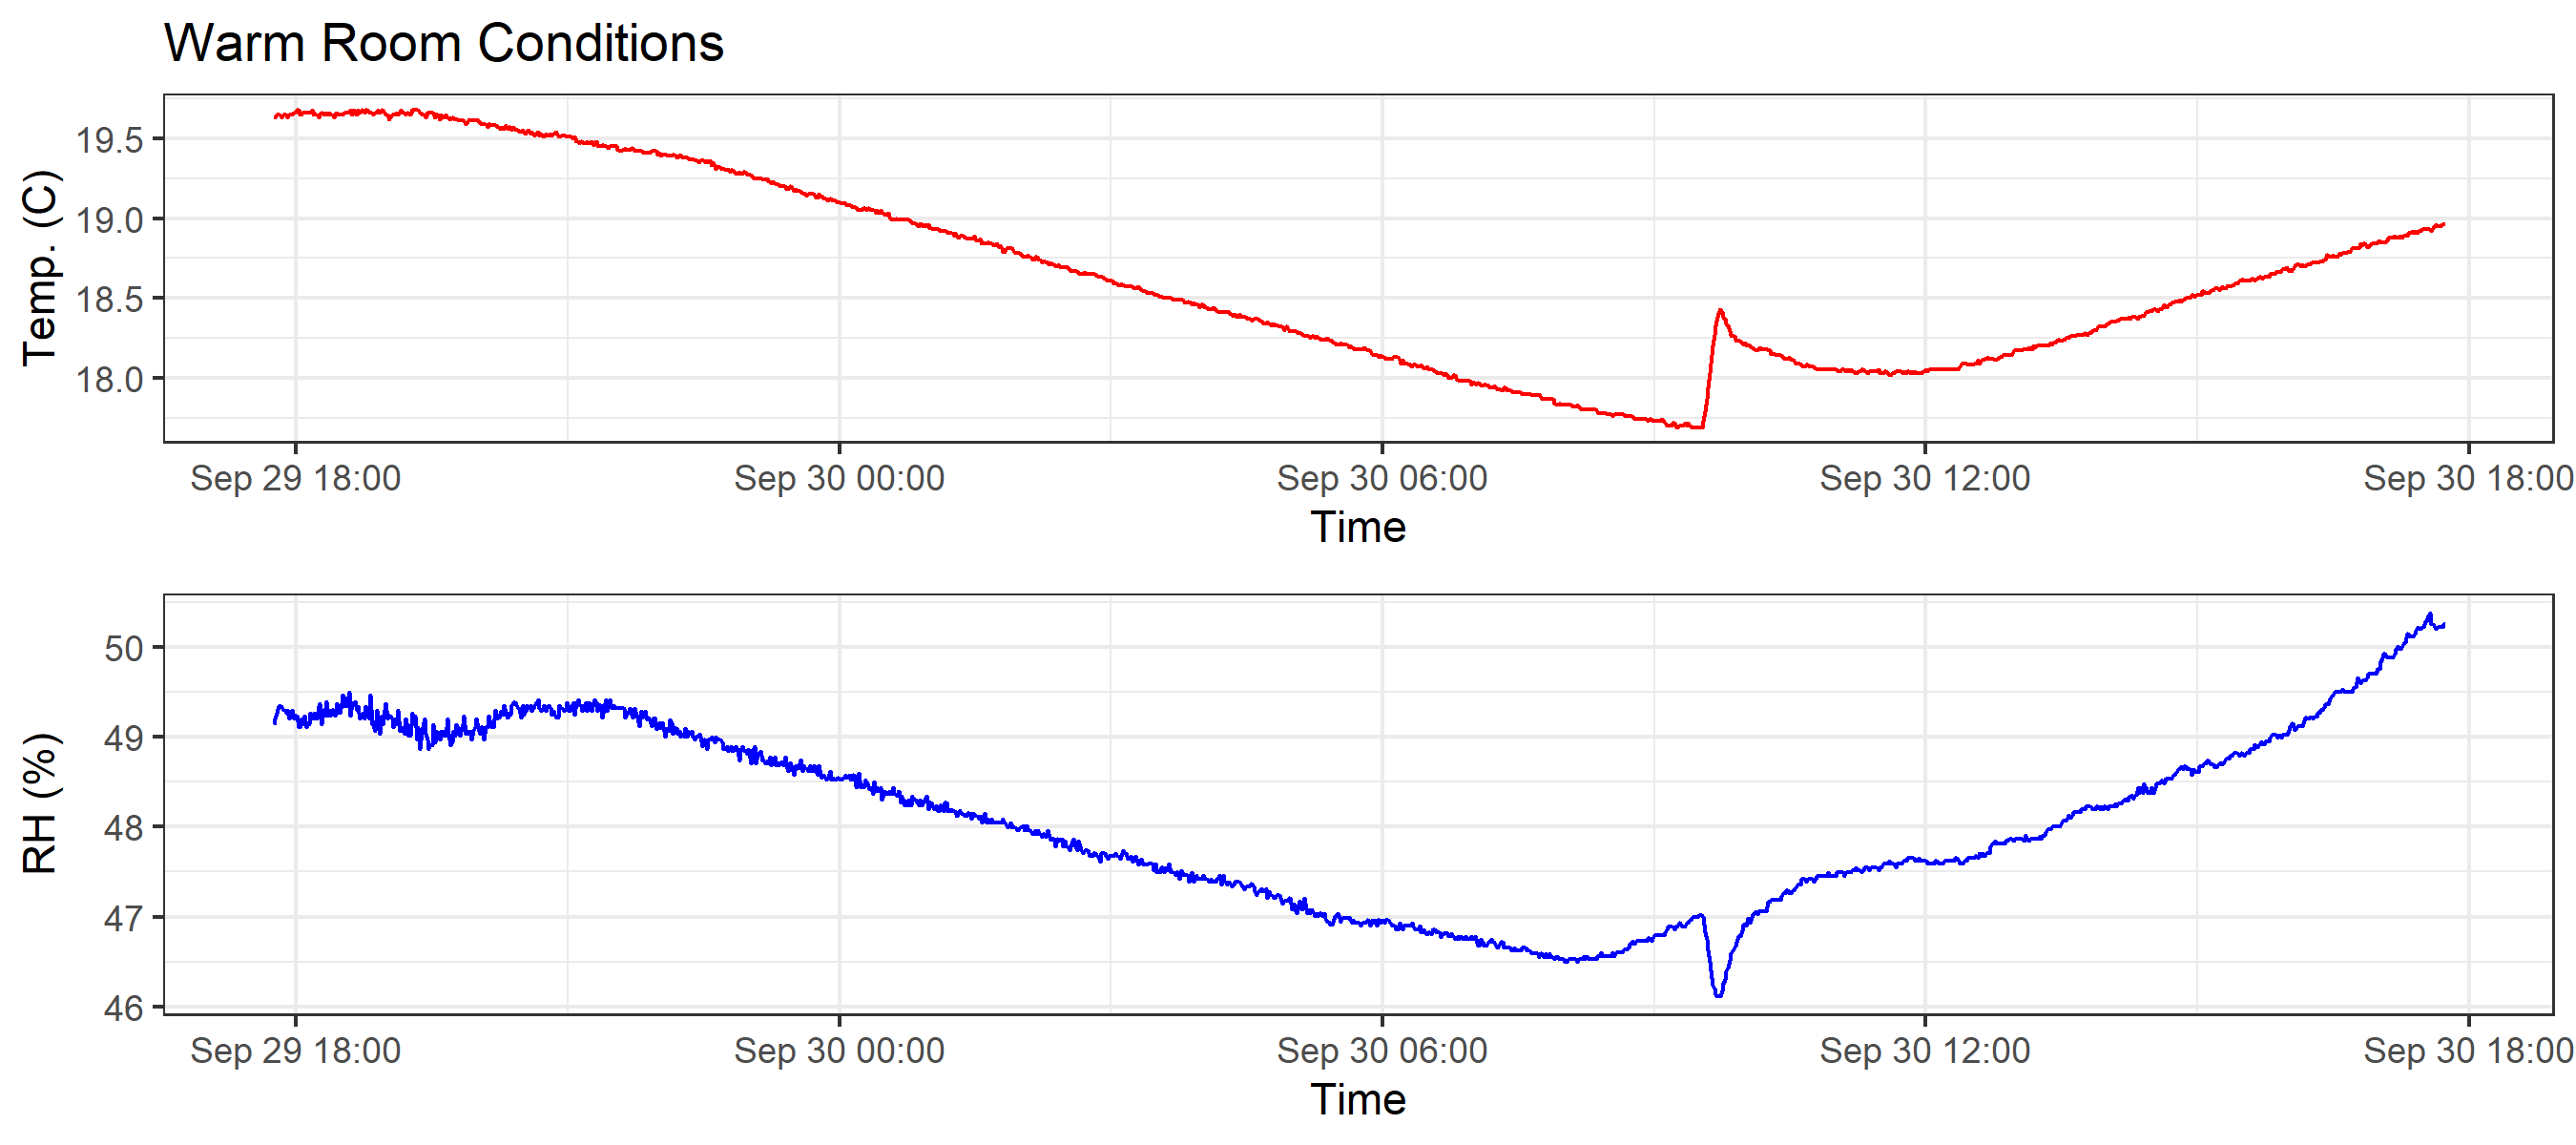 Warm Room Conditions
Temp. (C)
19.5
19.0
18.5
18.0
Sep 29 18:00 Sep 30 00:00 Sep 30 06:00 Sep 30 12:00 Sep 30 18:00
Time
RH (%)
50
49
48
47
46
Sep 29 18:00 Sep 30 00:00 Sep 30 06:00 Sep 30 12:00 Sep 30 18:00
Time